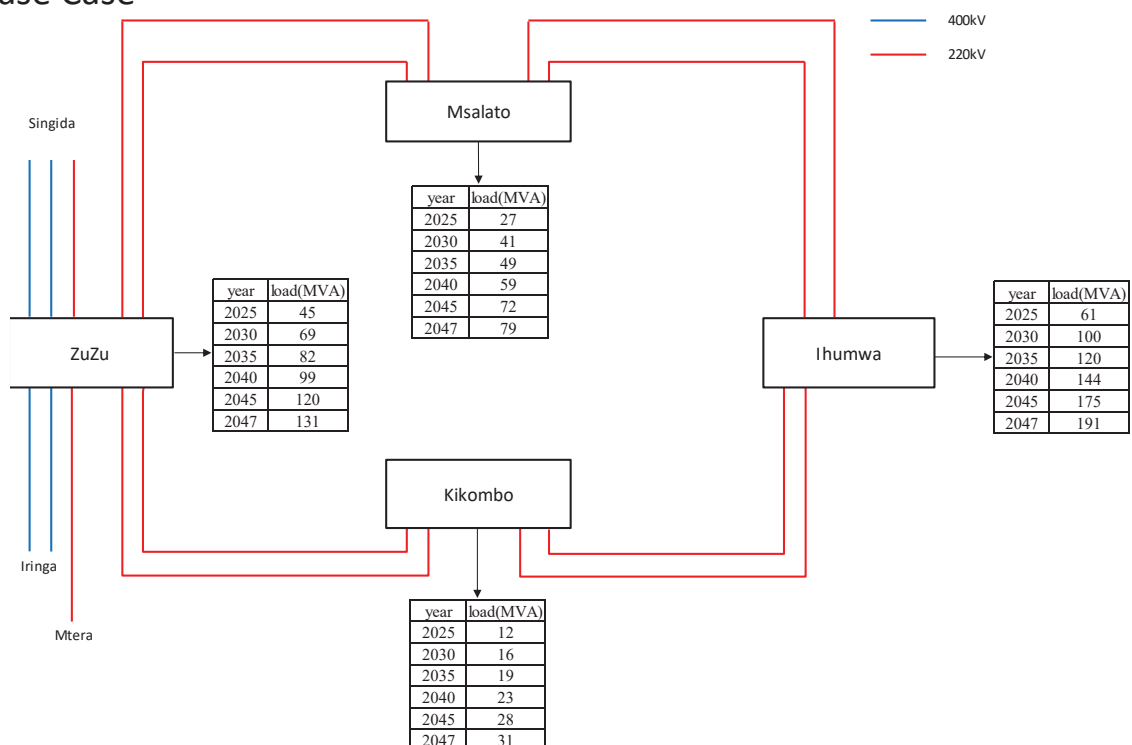 400kV
220kV
Singida
Msalato
year load(MVA)
2025 27
2030 41
2035 49
2040 59
2045 72
2047 79
ZuZu
year load(MVA)
2025 45
2030 69
2035 82
2040 99
2045 120
2047 131
Ihumwa
year load(MVA)
2025 61
2030 100
2035 120
2040 144
2045 175
2047 191
Kikombo
Iringa
Mtera
year load(MVA)
2025 12
2030 16
2035 19
2040 23
2045 28
2047 31